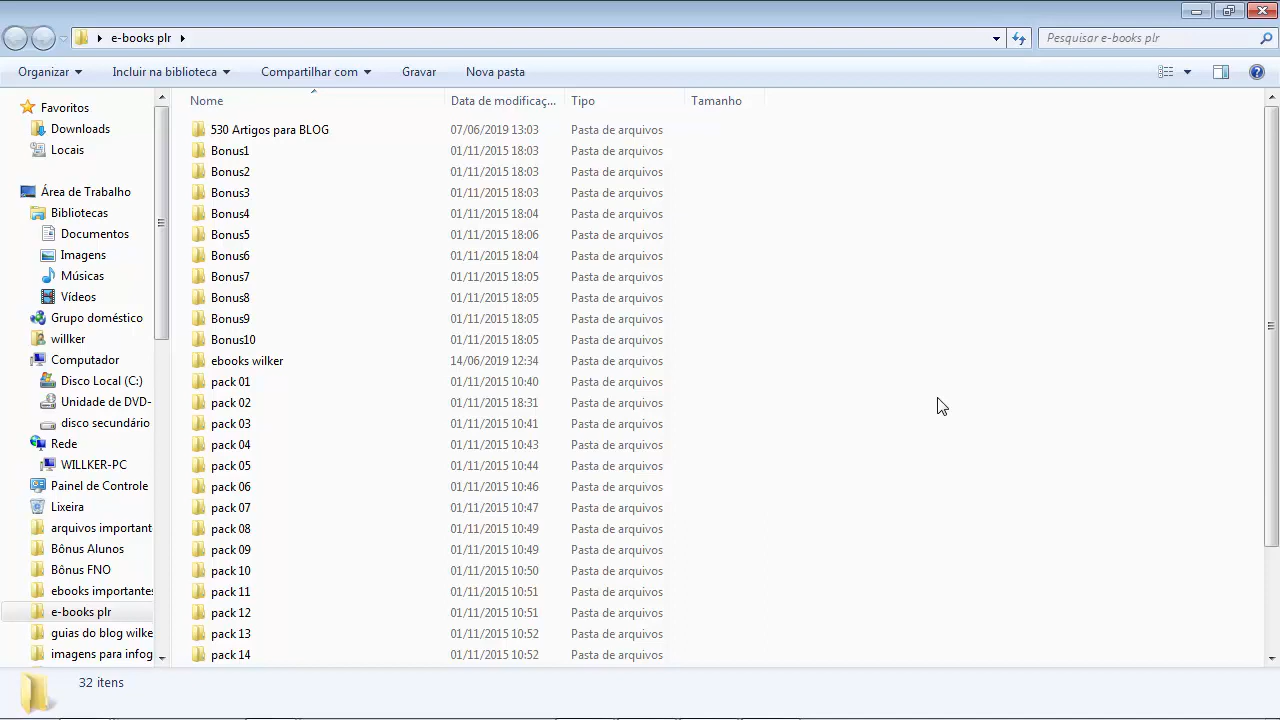 e-books plr
Pesquisar e-books plr
Organizar Incluir na biblioteca Compartilhar com Gravar Nova pasta
Favoritos
Downloads
Locais
Área de Trabalho
Bibliotecas
Documentos
Imagens
Músicas
Vídeos
Grupo doméstico
willker
Computador
Disco Local (C:)
Unidade de DVD-
disco secundário
Rede
WILLKER-PC
Painel de Controle
Lixeira
arquivos important
Bônus Alunos
Bônus FNO
ebooks importantes
e-books plr
guias do blog wilke
imagens para infog
Nome Data de modificaç... Tipo Tamanho
530 Artigos para BLOG 07/06/2019 13:03 Pasta de arquivos
Bonus1 01/11/2015 18:03 Pasta de arquivos
Bonus2 01/11/2015 18:03 Pasta de arquivos
Bonus3 01/11/2015 18:03 Pasta de arquivos
Bonus4 01/11/2015 18:04 Pasta de arquivos
Bonus5 01/11/2015 18:06 Pasta de arquivos
Bonus6 01/11/2015 18:04 Pasta de arquivos
Bonus7 01/11/2015 18:05 Pasta de arquivos
Bonus8 01/11/2015 18:05 Pasta de arquivos
Bonus9 01/11/2015 18:05 Pasta de arquivos
Bonus10 01/11/2015 18:05 Pasta de arquivos
ebooks wilker 14/06/2019 12:34 Pasta de arquivos
pack 01 01/11/2015 10:40 Pasta de arquivos
pack 02 01/11/2015 18:31 Pasta de arquivos
pack 03 01/11/2015 10:41 Pasta de arquivos
pack 04 01/11/2015 10:43 Pasta de arquivos
pack 05 01/11/2015 10:44 Pasta de arquivos
pack 06 01/11/2015 10:46 Pasta de arquivos
pack 07 01/11/2015 10:47 Pasta de arquivos
pack 08 01/11/2015 10:49 Pasta de arquivos
pack 09 01/11/2015 10:49 Pasta de arquivos
pack 10 01/11/2015 10:50 Pasta de arquivos
pack 11 01/11/2015 10:51 Pasta de arquivos
pack 12 01/11/2015 10:51 Pasta de arquivos
pack 13 01/11/2015 10:52 Pasta de arquivos
pack 14 01/11/2015 10:52 Pasta de arquivos
32 itens